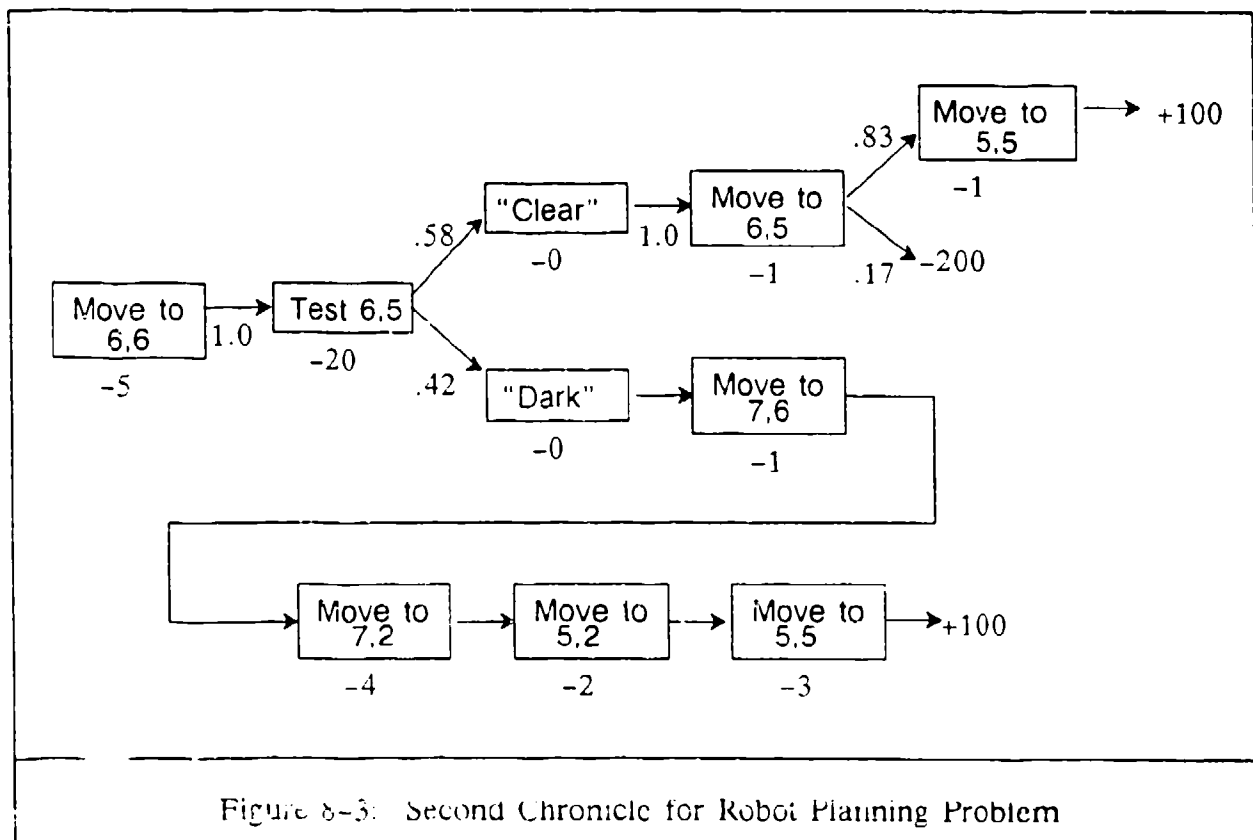 Move to
5,5
+100
-1
.83
"Clear"
-0
1.0
Move to
6,5
-1
.17
-200
.58
Move to
6,6
-5
1.0
Test 6,5
-20
.42
"Dark"
-0
Move to
7,6
-1
Move to
7,2
-4
Move to
5,2
-2
Move to
5,5
-3
+100
Figure 8-3: Second Chronicle for Robot Planning Problem